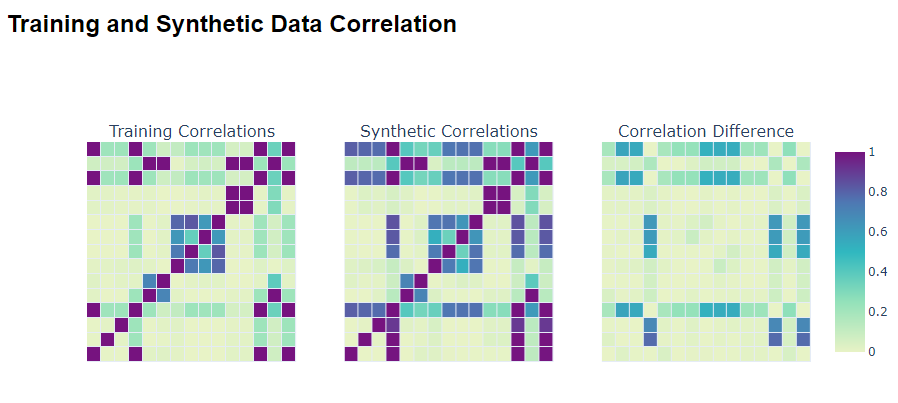 Training and Synthetic Data Correlation
Training Correlations
Synthetic Correlations
Correlation Difference
1
0.8
0.6
0.4
0.2
0